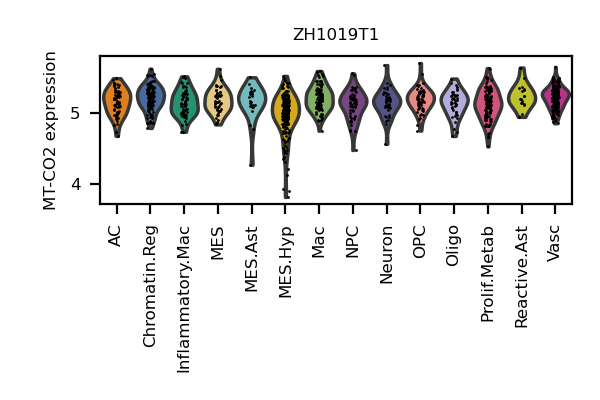 ZH1019T1
MT-CO2 expression
5
4
AC
Chromatin.Reg
Inflammatory.Mac
MES
MES.Ast
MES.Hyp
Mac
NPC
Neuron
OPC
Oligo
Prolif.Metab
Reactive.Ast
Vasc